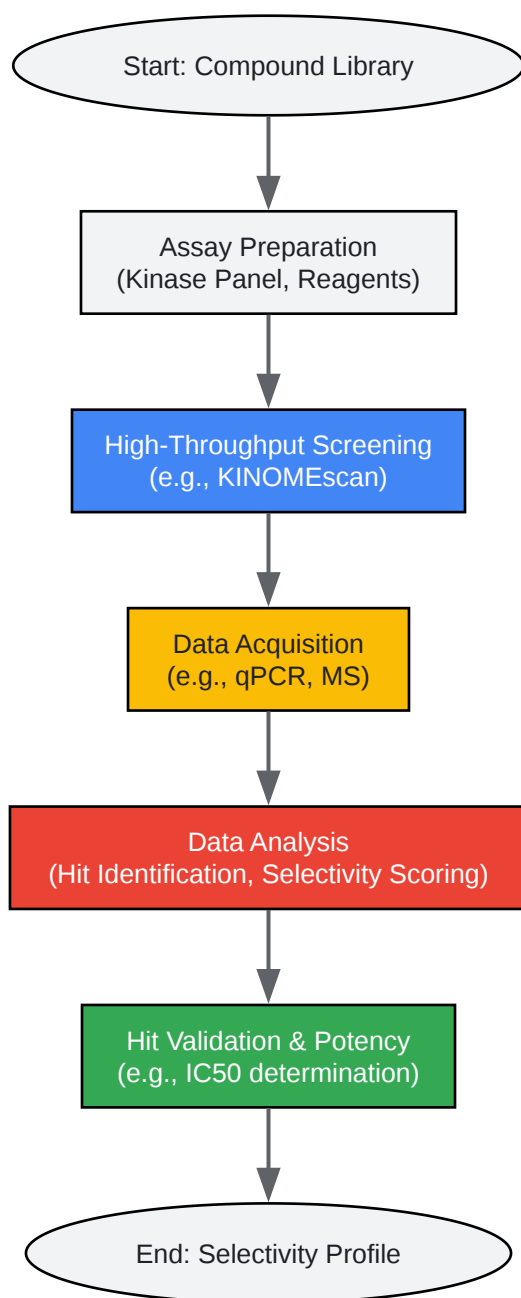 Start: Compound Library
Assay Preparation
(Kinase Panel, Reagents)
High-Throughput Screening
(e.g., KINOMEscan)
Data Acquisition
(e.g., qPCR, MS)
Data Analysis
(Hit Identification, Selectivity Scoring)
Hit Validation & Potency
(e.g., IC50 determination)
End: Selectivity Profile